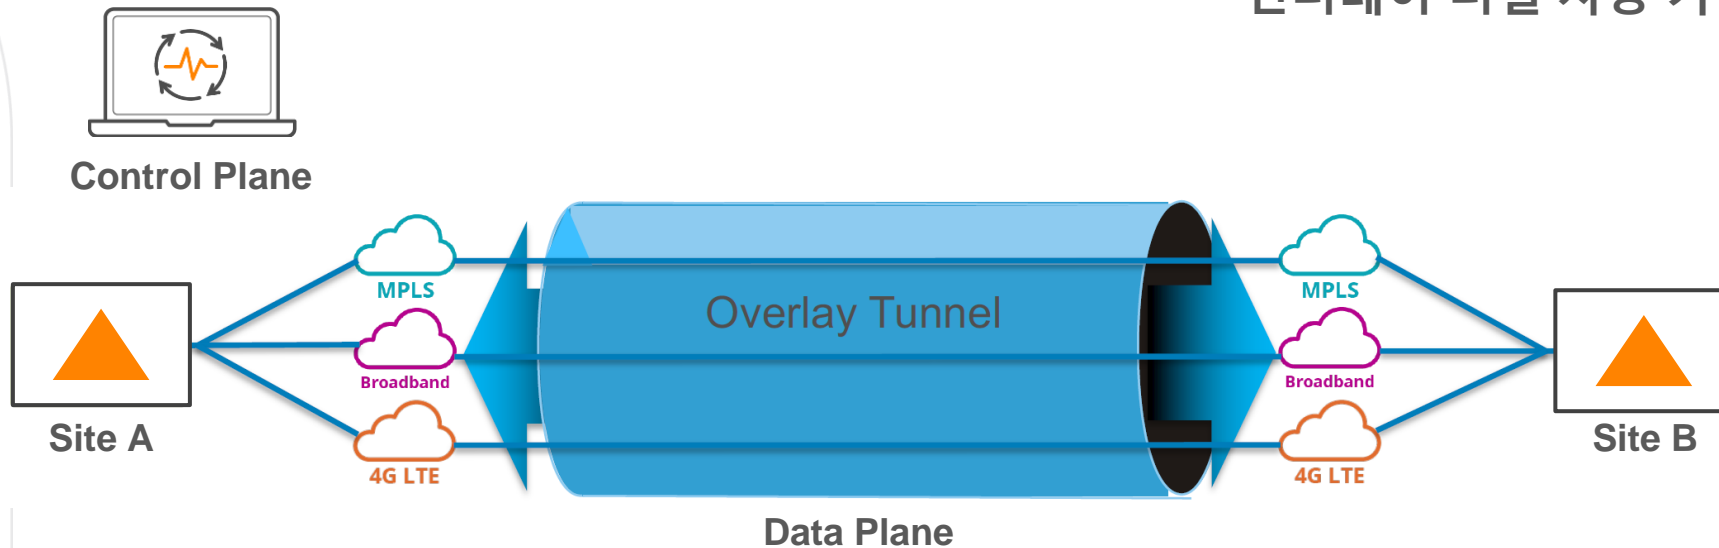 Control Plane
MPLS
MPLS
Overlay Tunnel
Broadband
Broadband
Site A
Site B
4G LTE
4G LTE
Data Plane